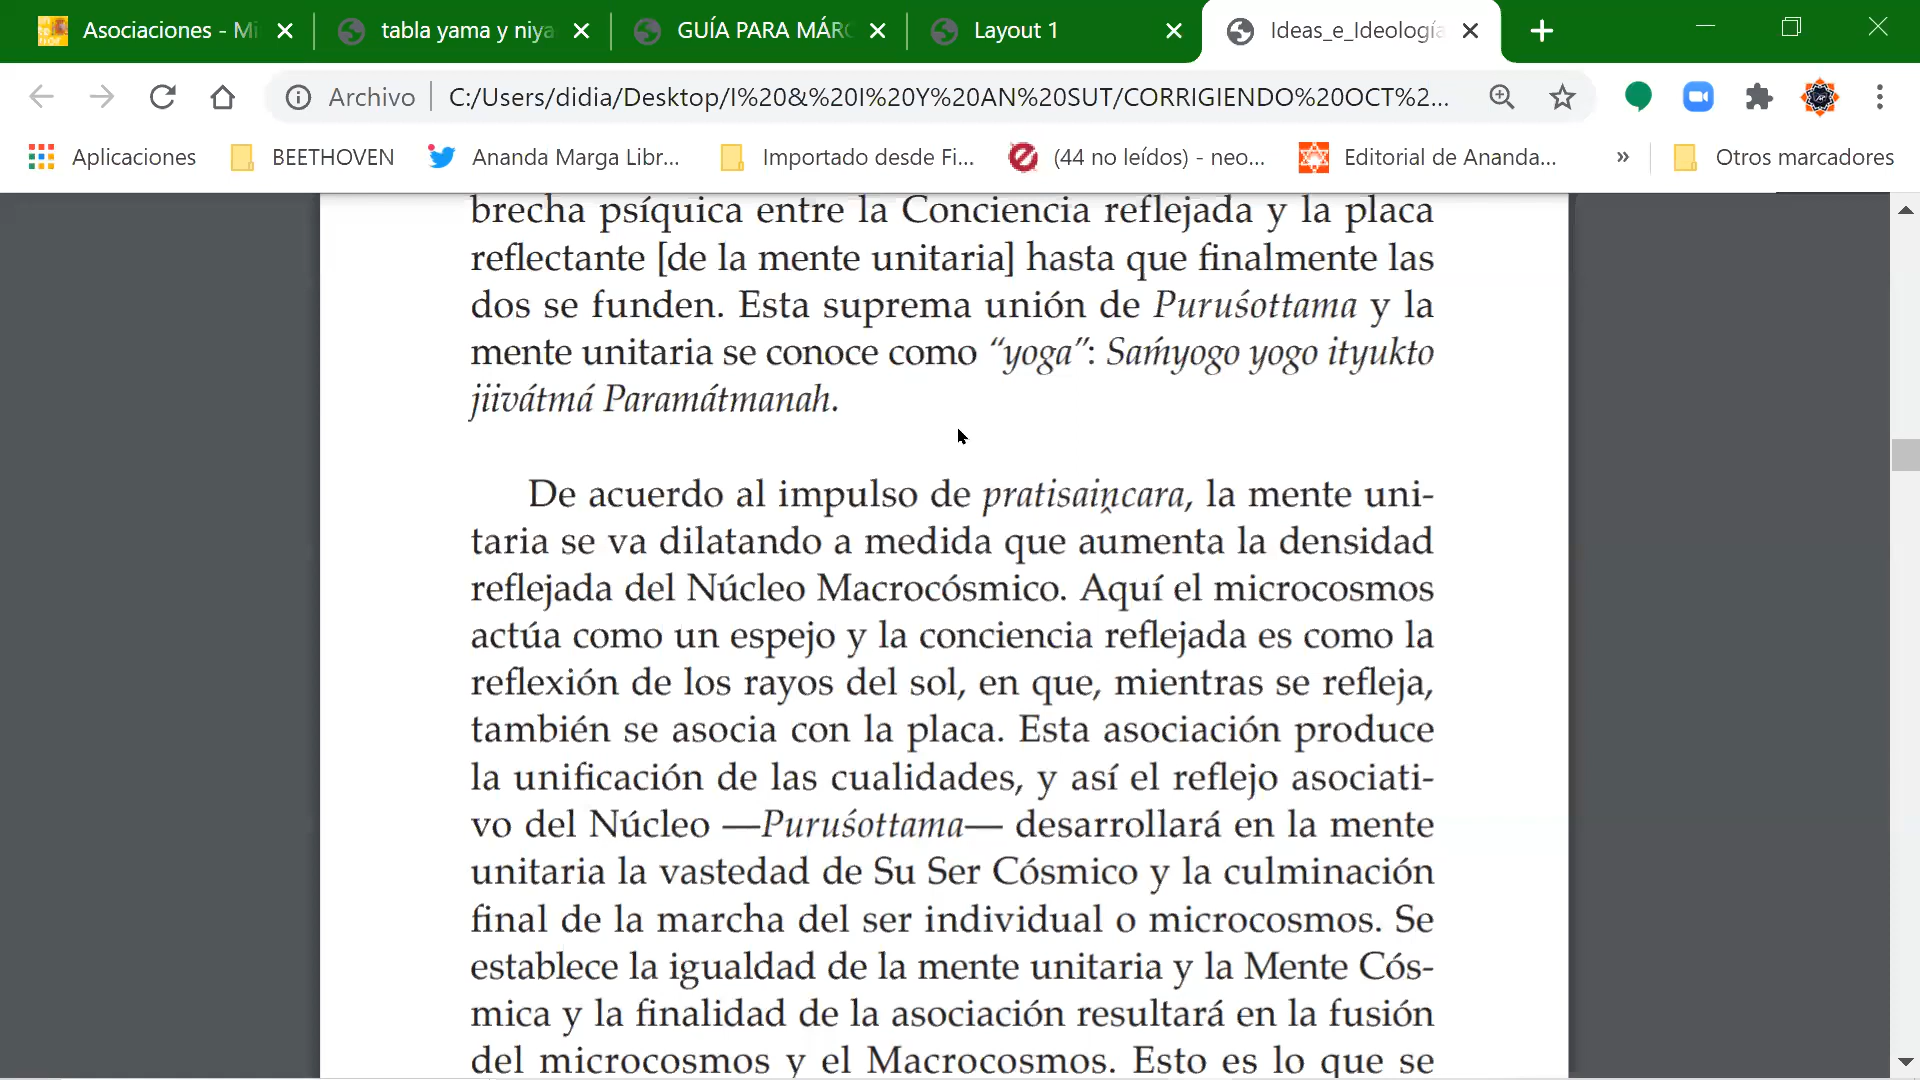 Asociaciones - Mi
tabla yama y niya
GUÍA PARA MÁRC
Layout 1
Ideas_e_Ideología
Archivo
C:/Users/didia/Desktop/I%20&%20I%20Y%20AN%20SUT/CORRIGIENDO%20OCT%2...
Aplicaciones
BEETHOVEN
Ananda Marga Libr...
Importado desde Fi...
(44 no leídos) - neo...
Editorial de Ananda...
»
Otros marcadores
brecha psíquica entre la Conciencia reflejada y la placa
reflectante [de la mente unitaria] hasta que finalmente las
dos se funden. Esta suprema unión de Puruśottama y la
mente unitaria se conoce como “yoga”: Saḿyogo yogo ityukto
jiivátmá Paramátmanah.
De acuerdo al impulso de pratisaiṋcara, la mente uni-
taria se va dilatando a medida que aumenta la densidad
reflejada del Núcleo Macrocósmico. Aquí el microcosmos
actúa como un espejo y la conciencia reflejada es como la
reflexión de los rayos del sol, en que, mientras se refleja,
también se asocia con la placa. Esta asociación produce
la unificación de las cualidades, y así el reflejo asociati-
vo del Núcleo —Puruśottama— desarrollará en la mente
unitaria la vastedad de Su Ser Cósmico y la culminación
final de la marcha del ser individual o microcosmos. Se
establece la igualdad de la mente unitaria y la Mente Cós-
mica y la finalidad de la asociación resultará en la fusión
del microcosmos y el Macrocosmos. Esto es lo que se